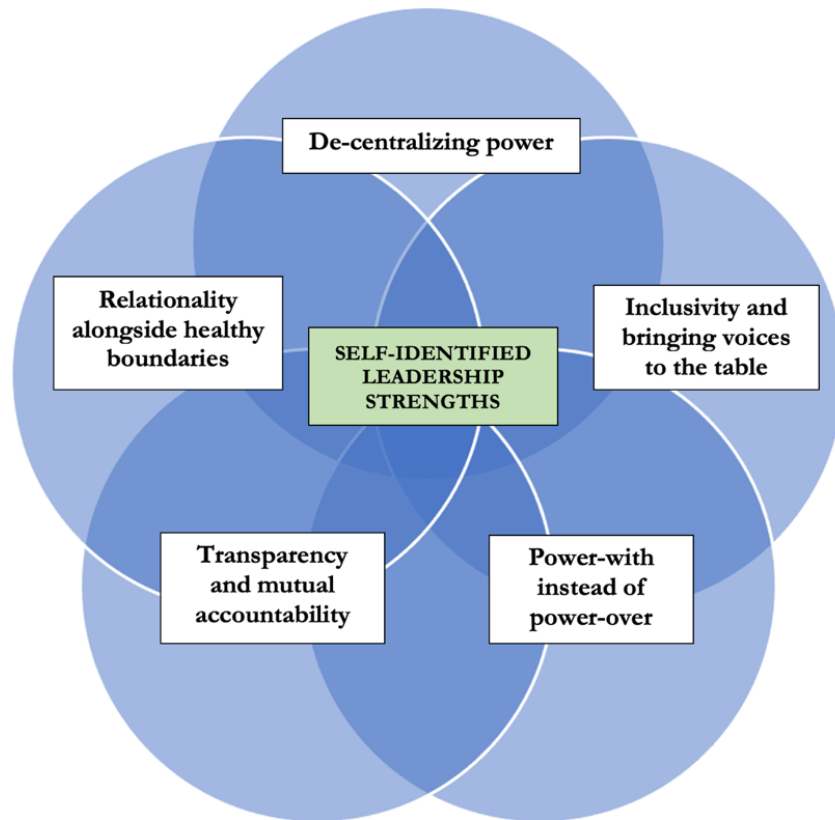 De-centralizing power
Relationality
alongside healthy
boundaries
Inclusivity and
bringing voices
to the table
SELF-IDENTIFIED
LEADERSHIP
STRENGTHS
Transparency
and mutual
accountability
Power-with
instead of
power-over